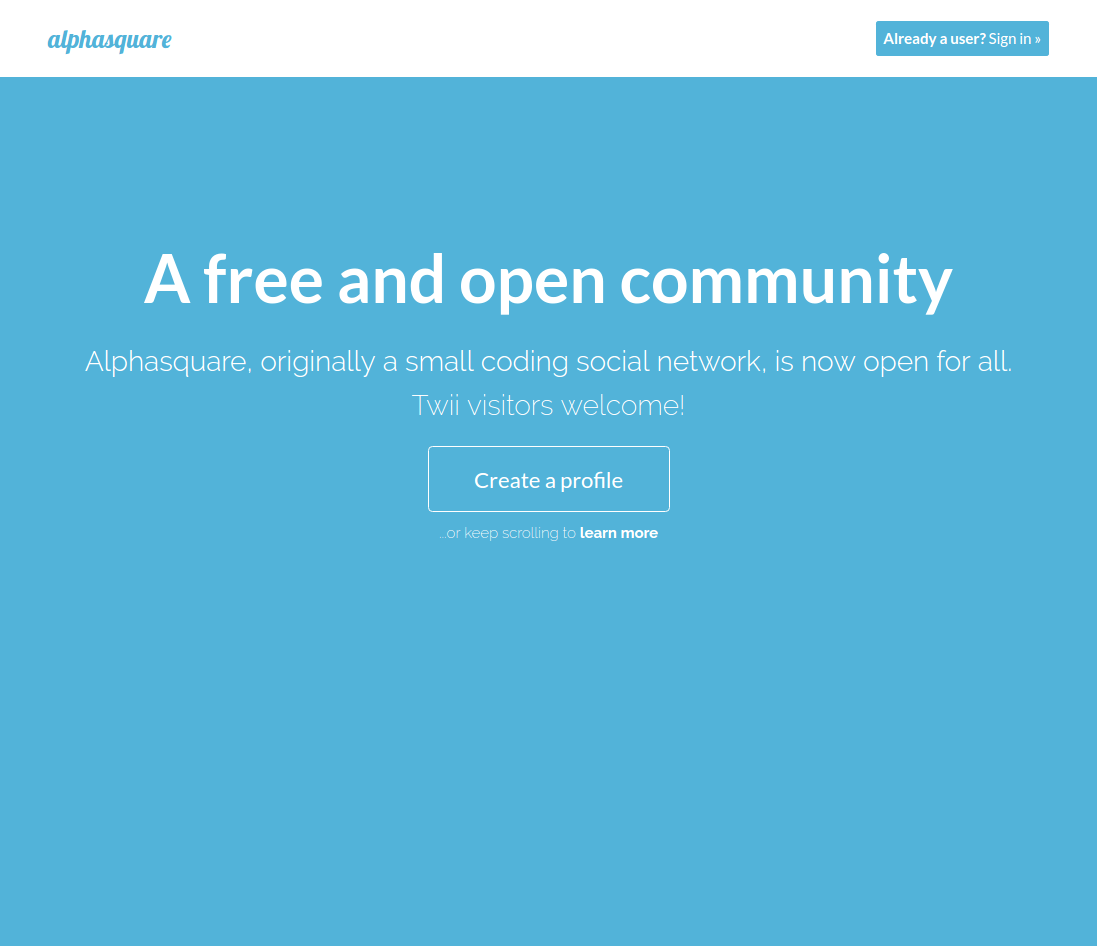 alphasquare
Already a user? Sign in »
A free and open community
Alphasquare, originally a small coding social network, is now open for all.
Twii visitors welcome!
Create a profile
...or keep scrolling to learn more